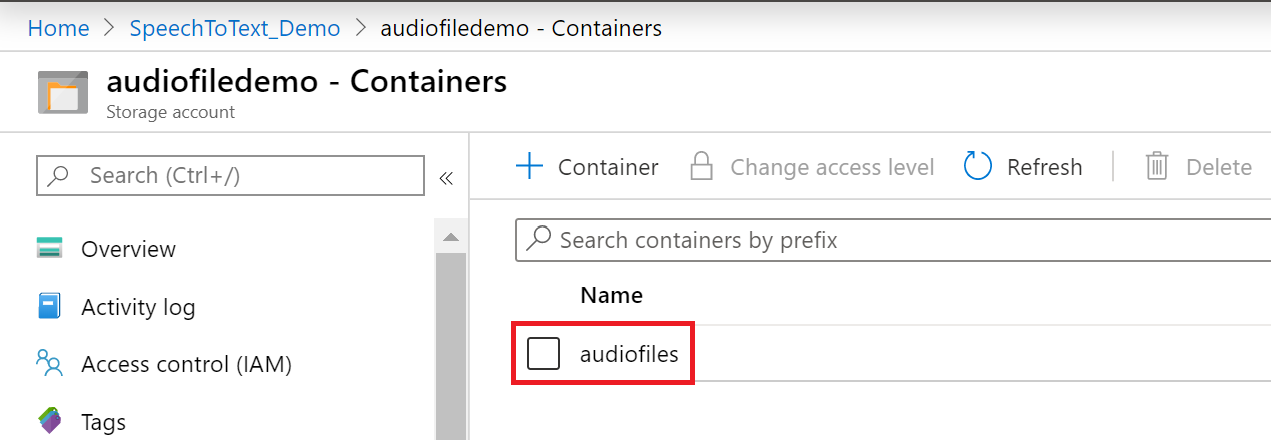 Home > SpeechToText_Demo > audiofiledemo - Containers
audiofiledemo - Containers
Storage account
Search (Ctrl+/)
«
Overview
Activity log
Access control (IAM)
Tags
+ Container Change access level Refresh Delete
Search containers by prefix
Name
audiofiles